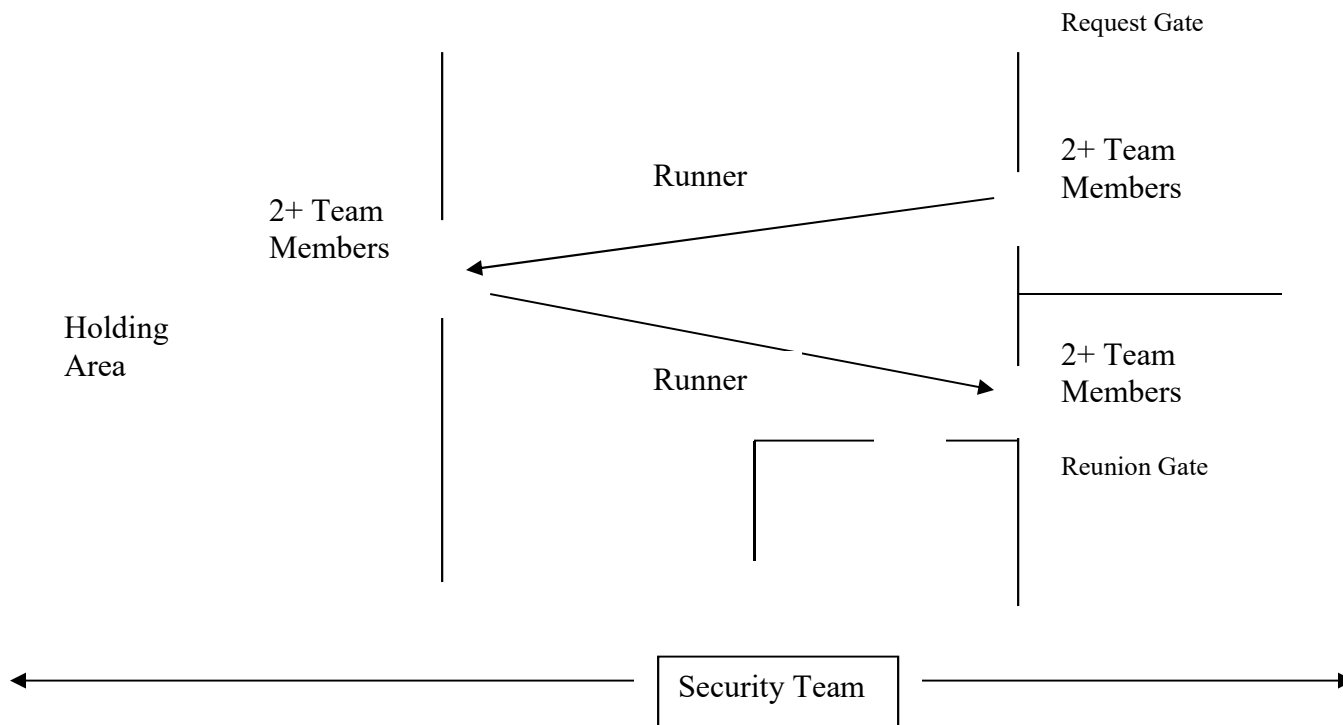 Request Gate
2+ Team
Members
Runner
2+ Team
Members
Holding
Area
2+ Team
Members
Runner
Reunion Gate
Security Team